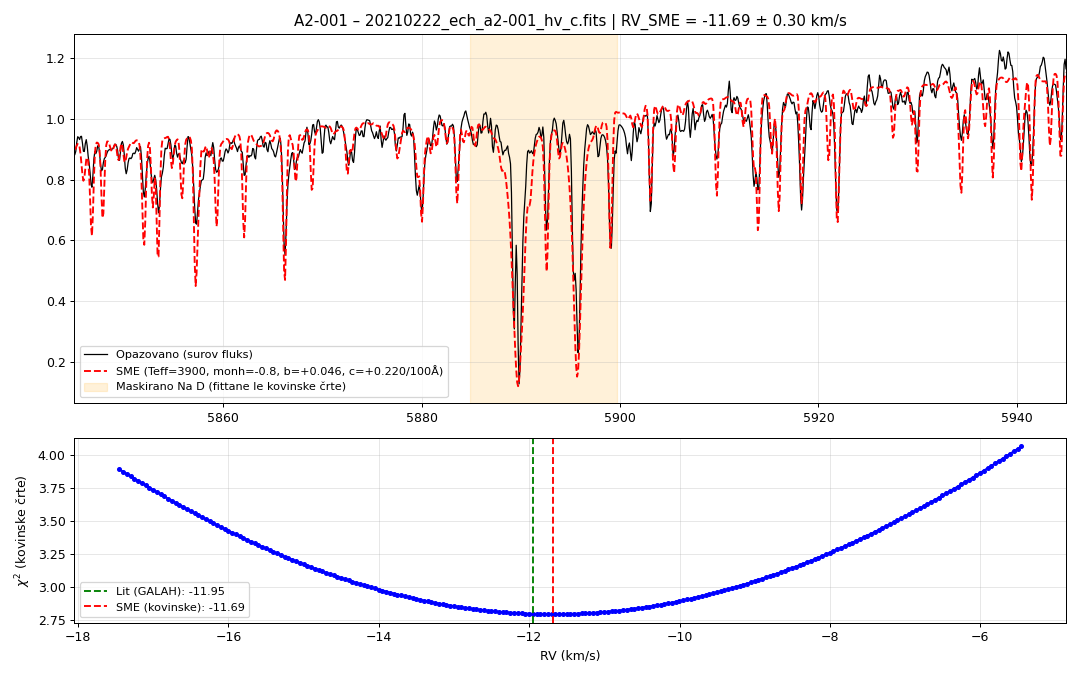 A2-001 – 20210222_ech_a2-001_hv_c.fits | RV_SME = -11.69 ± 0.30 km/s
1.2
1.0
0.8
0.6
0.4
0.2
Opazovano (surov fluks)
SME (Teff=3900, monh=-0.8, b=+0.046, c=+0.220/100Å)
Maskirano Na D (fittane le kovinske črte)
5860 5880 5900 5920 5940
χ² (kovinske črte)
4.00
3.75
3.50
3.25
3.00
2.75
Lit (GALAH): -11.95
SME (kovinske): -11.69
−18 −16 −14 −12 −10 −8 −6
RV (km/s)